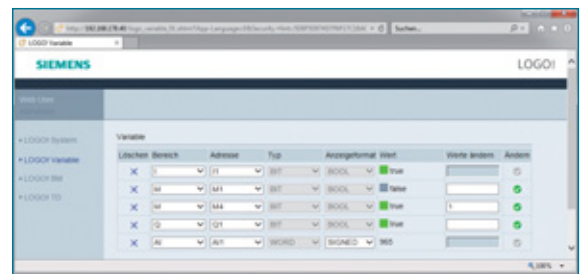 LOGO! Variable
Suchen...
SIEMENS
LOGO!
Web User
• LOGO! System
• LOGO! Variable
• LOGO! BM
• LOGO! TD
Variable
Löschen Bereich Adresse Typ Anzeigeformat Wert Werte ändern Ändern
I I1 BIT BOOL true
M M1 BIT BOOL false
M M4 BIT BOOL true 1
Q Q1 BIT BOOL true
AI AI1 WORD SIGNED 965
100%